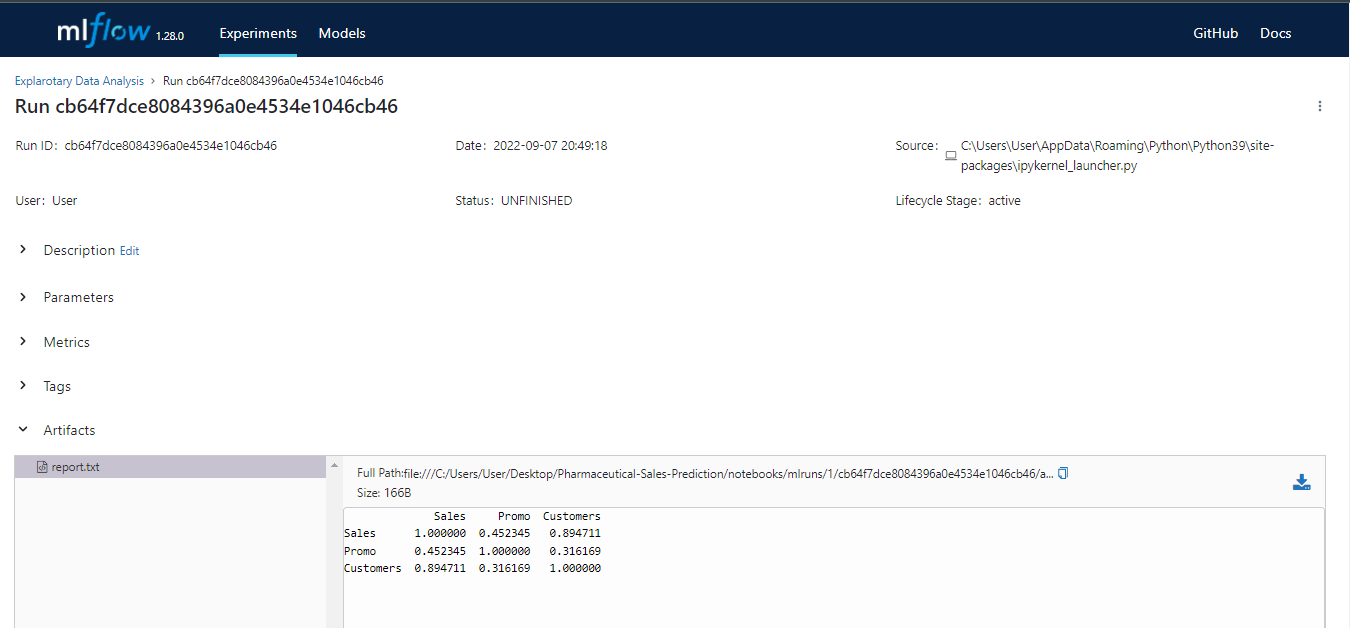 mlflow 1.28.0 Experiments Models GitHub Docs
Explarotary Data Analysis › Run cb64f7dce8084396a0e4534e1046cb46
Run cb64f7dce8084396a0e4534e1046cb46
Run ID: cb64f7dce8084396a0e4534e1046cb46
Date: 2022-09-07 20:49:18
Source: C:\Users\User\AppData\Roaming\Python\Python39\site-
packages\ipykernel_launcher.py
User: User
Status: UNFINISHED
Lifecycle Stage: active
Description Edit
Parameters
Metrics
Tags
Artifacts
report.txt
Full Path:file:///C:/Users/User/Desktop/Pharmaceutical-Sales-Prediction/notebooks/mlruns/1/cb64f7dce8084396a0e4534e1046cb46/a...
Size: 166B
Sales Promo Customers
Sales 1.000000 0.452345 0.894711
Promo 0.452345 1.000000 0.316169
Customers 0.894711 0.316169 1.000000